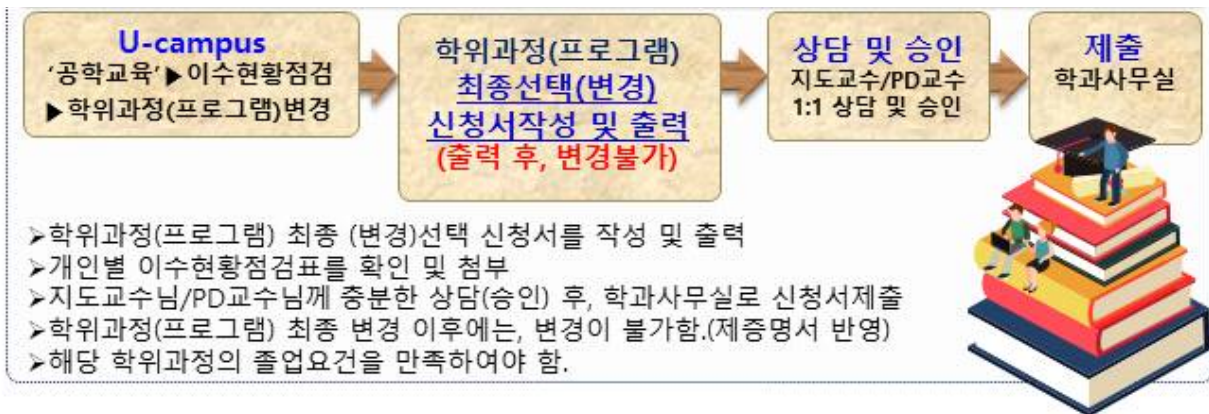 U-campus
‘공학교육’▶이수현황점검
▶학위과정(프로그램)변경
학위과정(프로그램)
최종선택(변경)
신청서작성 및 출력
(출력 후, 변경불가)
상담 및 승인
지도교수/PD교수
1:1 상담 및 승인
제출
학과사무실
➢학위과정(프로그램) 최종 (변경)선택 신청서를 작성 및 출력
➢개인별 이수현황점검표를 확인 및 첨부
➢지도교수님/PD교수님께 충분한 상담(승인) 후, 학과사무실로 신청서제출
➢학위과정(프로그램) 최종 변경 이후에는, 변경이 불가함.(제증명서 반영)
➢해당 학위과정의 졸업요건을 만족하여야 함.